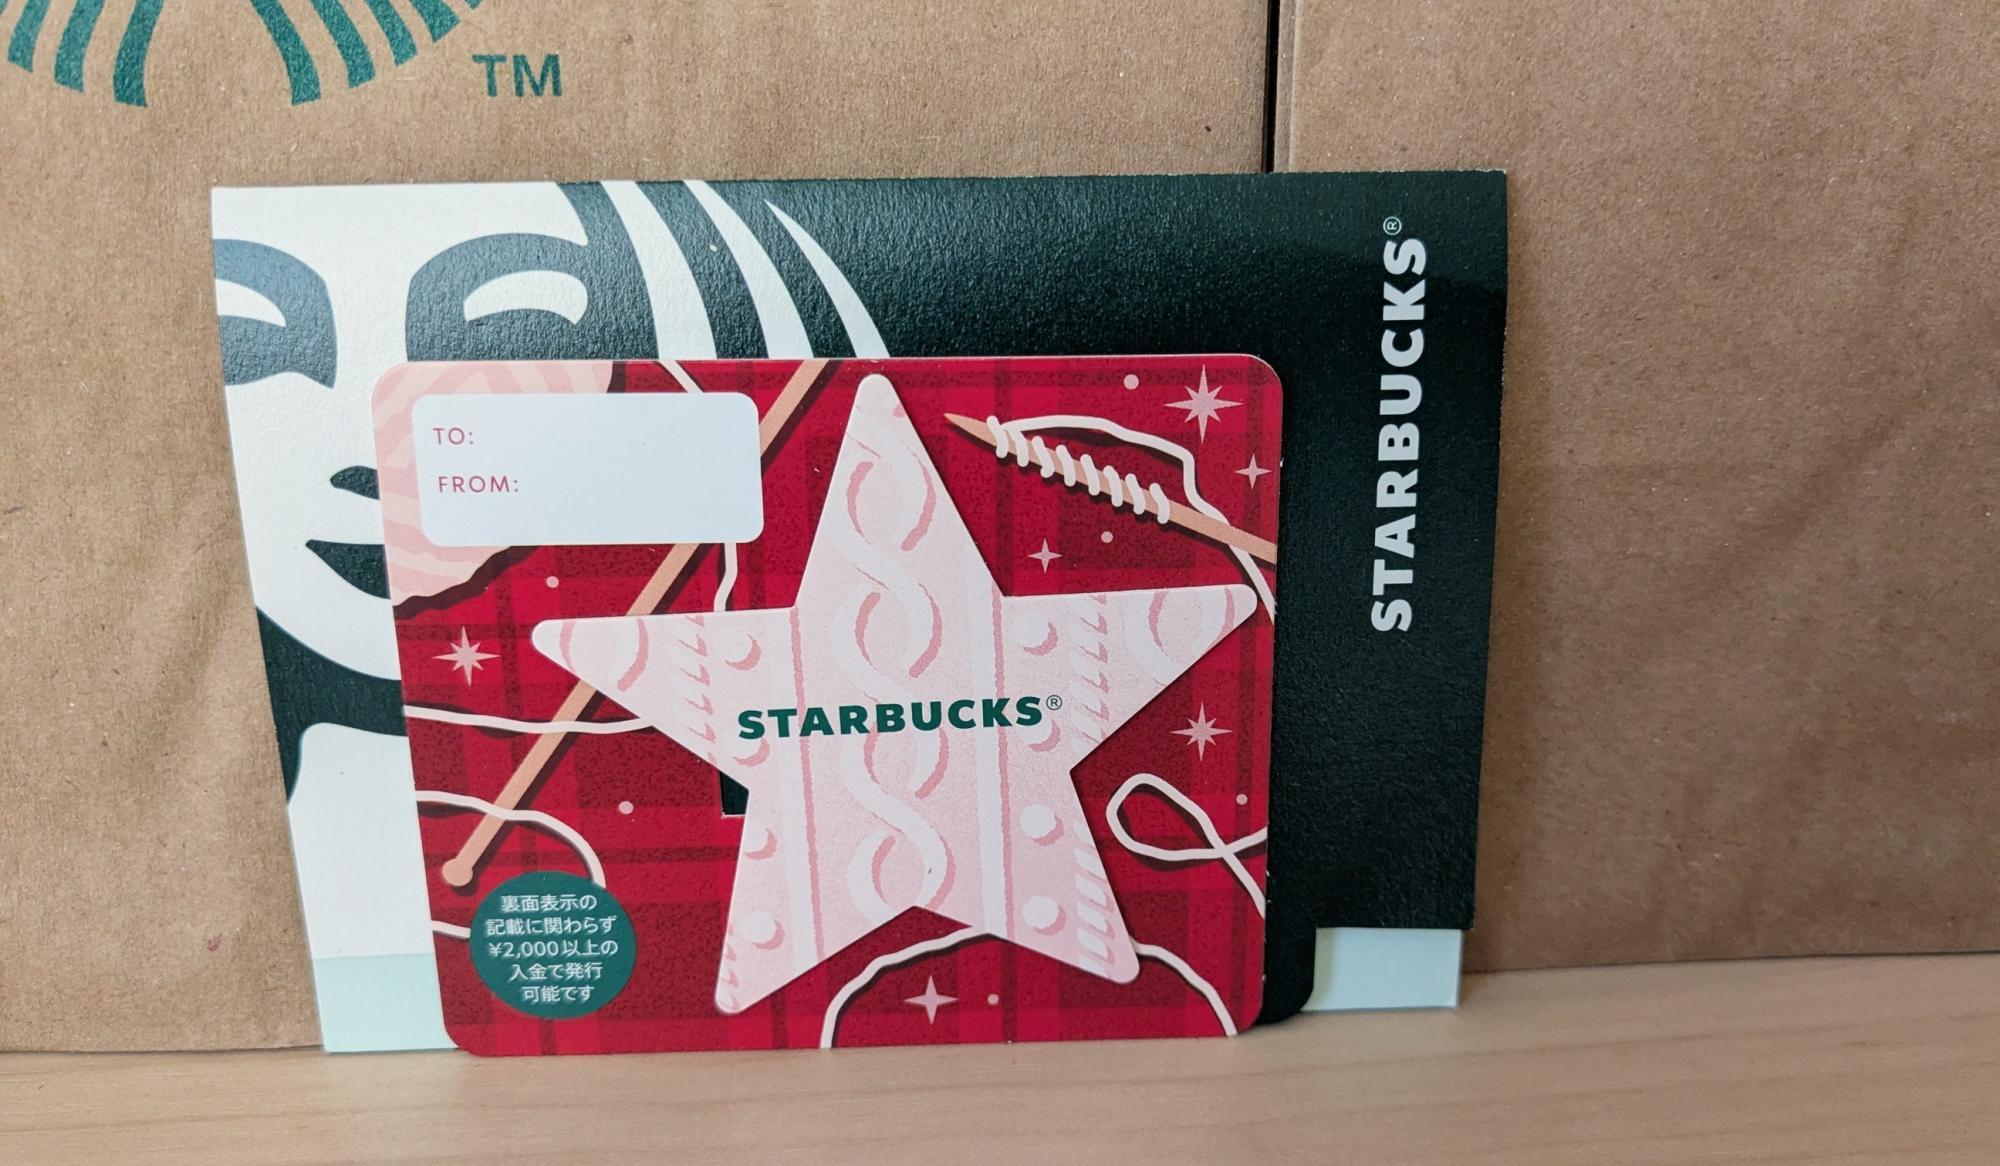 TM
STARBUCKS®
TO:
FROM:
STARBUCKS®
裏面表示の
記載に関わらず
¥2,000以上の
入金で発行
可能です